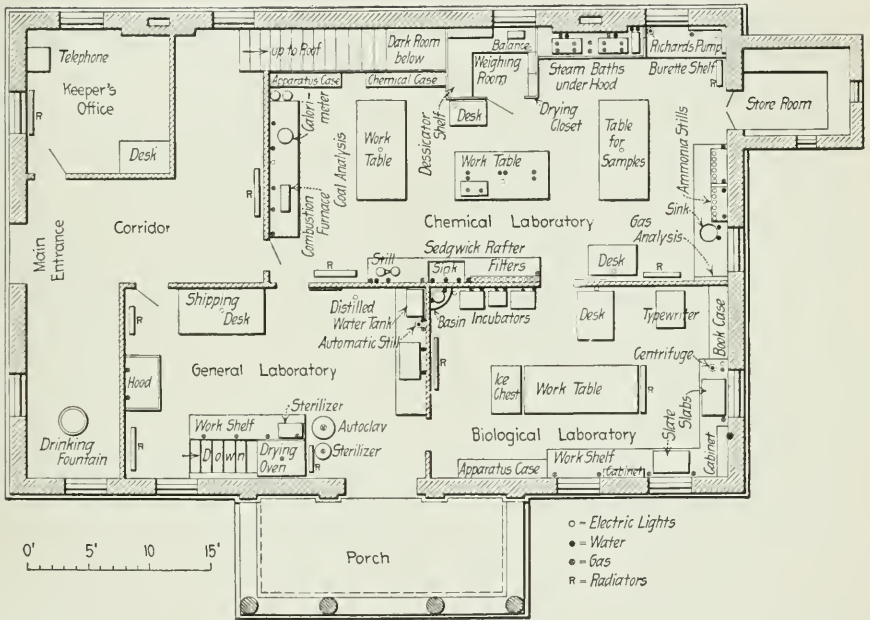 Telephone
Keeper's
Office
R
Desk
up to Roof
Dark Room
below
Apparatus Case
Chemical Case
Balance
Weighing
Room
Dessicator
Shelf
Desk
Drying
Closet
Steam Baths
under Hood
Richards Pump
Burette Shelf
R
Store Room
Calori-
meter
Combustion
Furnace
Coal Analysis
R
Work
Table
Work Table
Table
for
Samples
Ammonia Stills
Sink
Gas
Analysis
Main
Entrance
Corridor
Chemical Laboratory
Sedgwick Rafter
Filters
Still
Sink
R
Desk
R
Shipping
Desk
R
Distilled
Water Tank
Automatic Still
Basin
Incubators
Desk
Typewriter
Book Case
General Laboratory
Hood
R
Centrifuge
Ice
Chest
Work Table
R
Slate
Slabs
Drinking
Fountain
R
Work Shelf
Sterilizer
Autoclav
Down
Drying
Oven
Sterilizer
R
Biological Laboratory
Apparatus Case
Work Shelf
Cabinet
Cabinet
Porch
0' 5' 10 15'
o = Electric Lights
● = Water
⊗ = Gas
R = Radiators